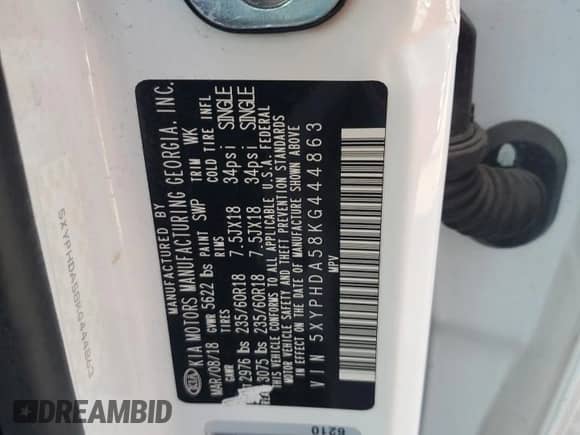 MANUFACTURED BY
KIA MOTORS MANUFACTURING GEORGIA, INC.
MAR/08/18 GVWR 5622 lbs PAINT SWP TRIM WK
GAWR TIRES RIMS COLD TIRE INFL
2976 lbs 235/60R18 7.5JX18 34psi SINGLE
3075 lbs 235/60R18 7.5JX18 34psi SINGLE
THIS VEHICLE CONFORMS TO ALL APPLICABLE U.S.A. FEDERAL
MOTOR VEHICLE SAFETY AND THEFT PREVENTION STANDARDS
IN EFFECT ON THE DATE OF MANUFACTURE SHOWN ABOVE
VIN 5XYPHDA58KG444863
MPV
5XYPHDA58KG444863
6210
DREAMBID